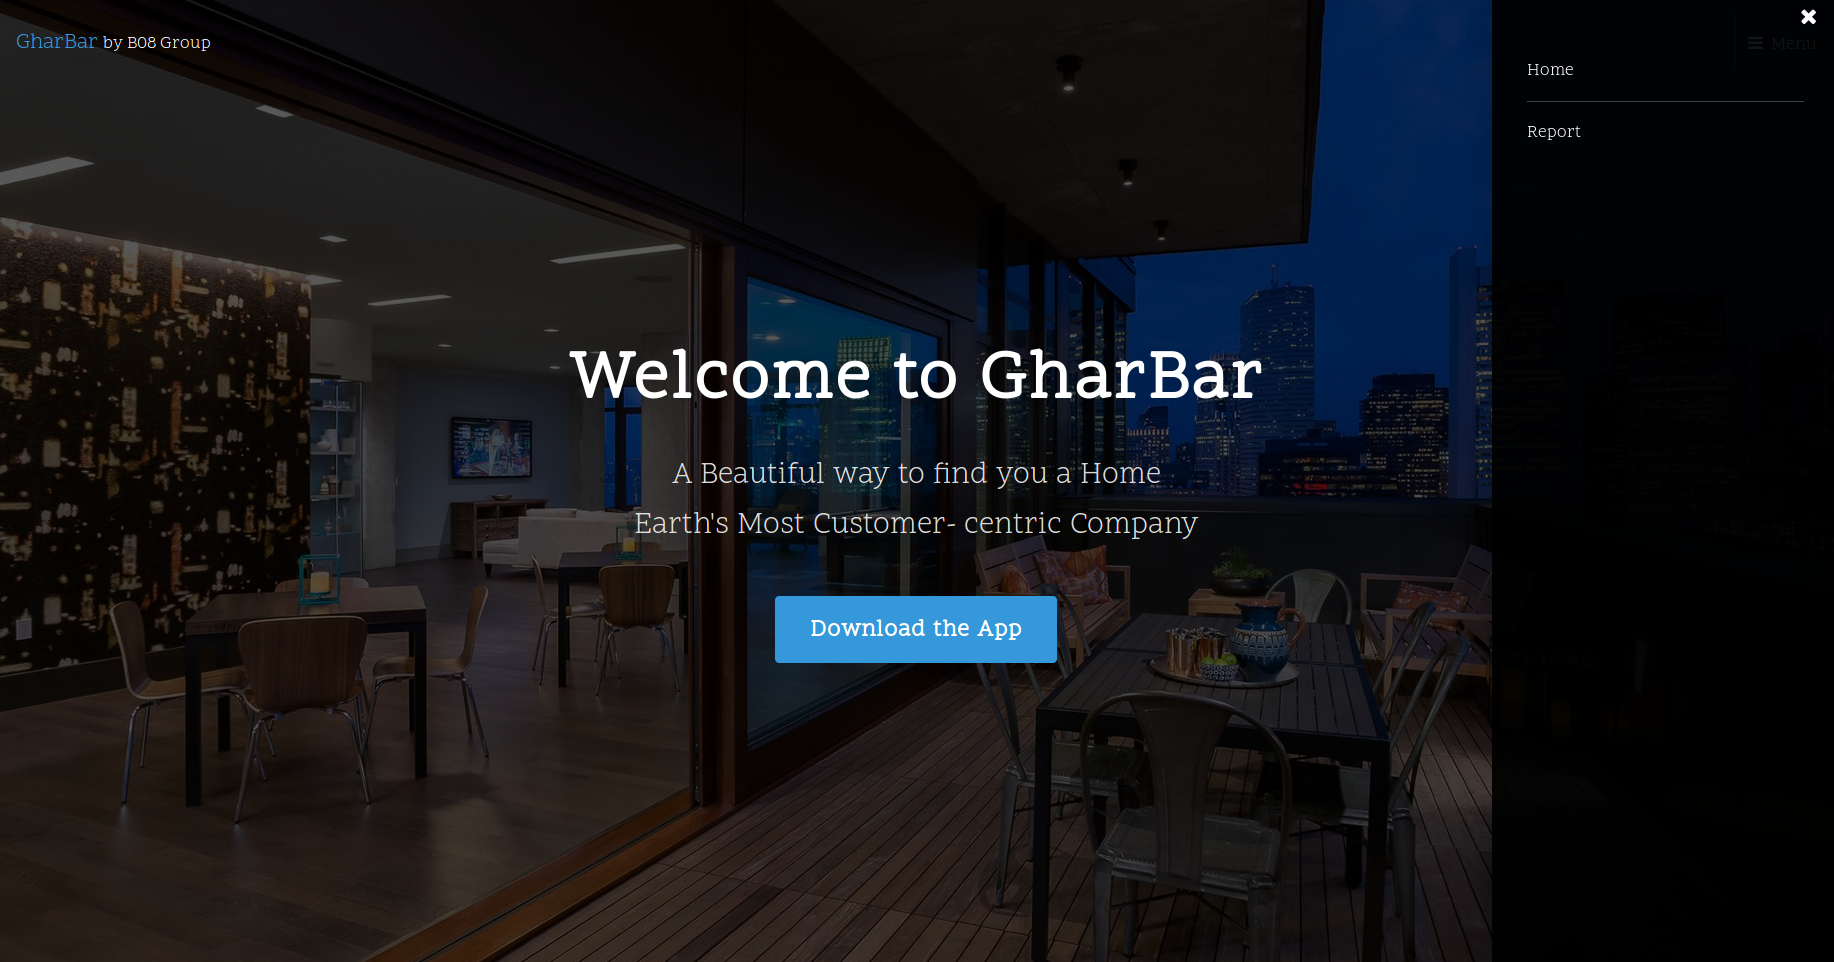 GharBar by B08 Group
Menu
Home
Report
Welcome to GharBar
A Beautiful way to find you a Home
Earth's Most Customer- centric Company
Download the App